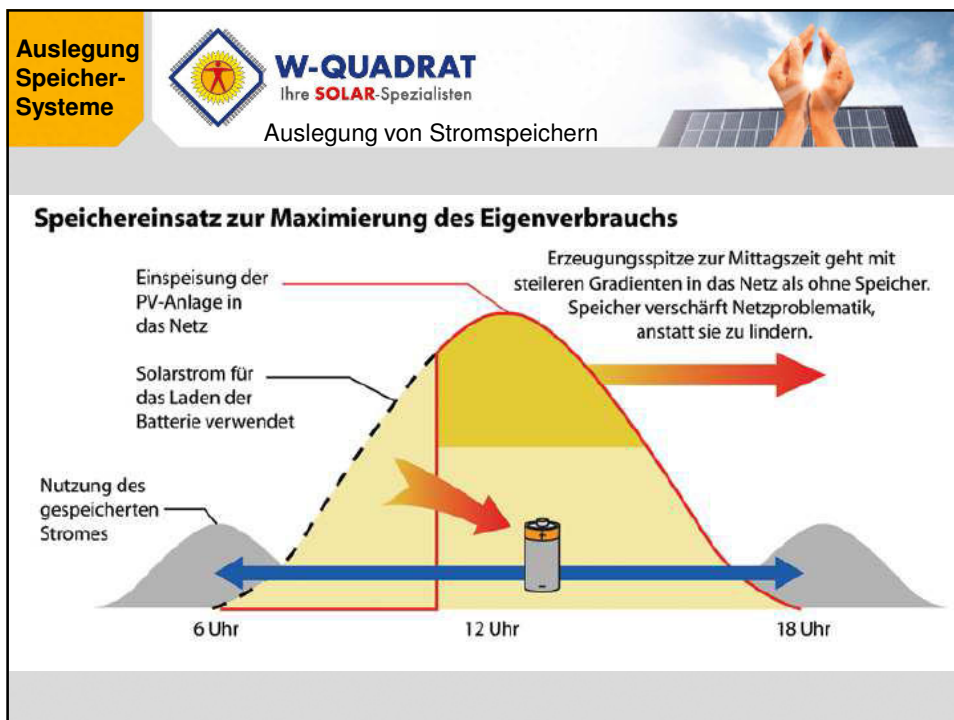 Auslegung
Speicher-
Systeme
W-QUADRAT
Ihre SOLAR-Spezialisten
Auslegung von Stromspeichern
Speichereinsatz zur Maximierung des Eigenverbrauchs
Einspeisung der
PV-Anlage in
das Netz
Erzeugungsspitze zur Mittagszeit geht mit
steileren Gradienten in das Netz als ohne Speicher.
Speicher verschärft Netzproblematik,
anstatt sie zu lindern.
Solarstrom für
das Laden der
Batterie verwendet
Nutzung des
gespeicherten
Stromes
6 Uhr
12 Uhr
18 Uhr